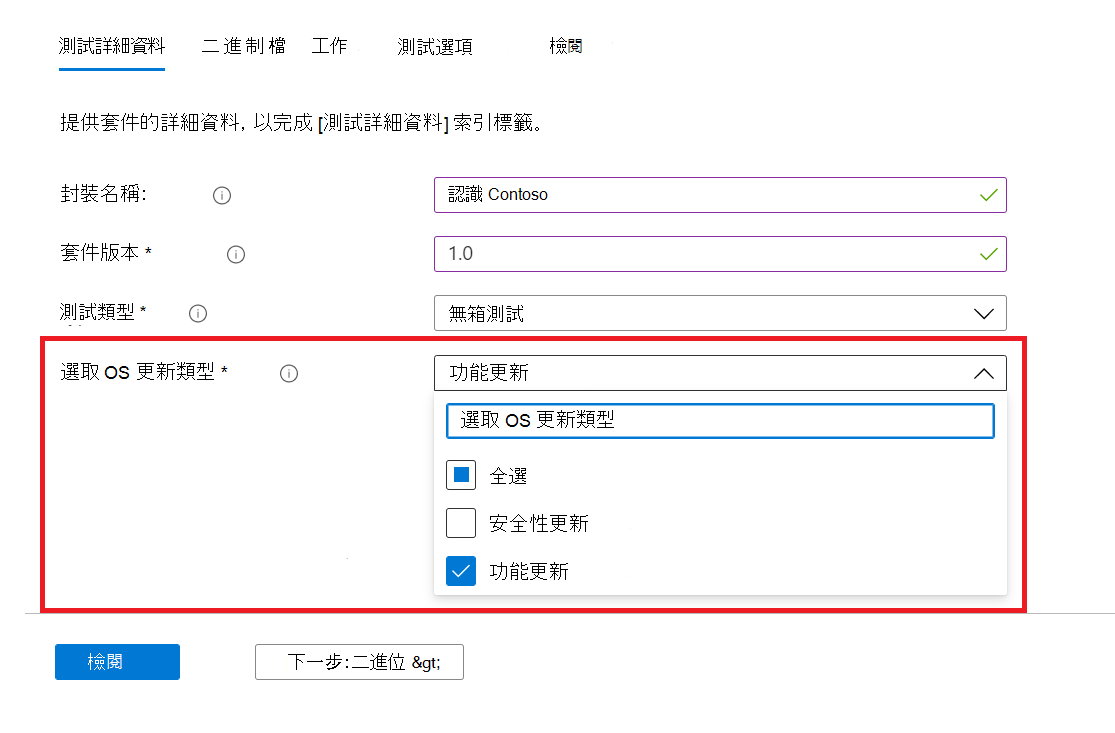 測試詳細資料 二進制檔 工作 測試選項 檢閱
提供套件的詳細資料, 以完成 [測試詳細資料] 索引標籤。
封裝名稱: 認識 Contoso
套件版本 * 1.0
測試類型 * 無箱測試
選取 OS 更新類型 * 功能更新
選取 OS 更新類型
全選
安全性更新
功能更新
檢閱 下一步:二進位 &gt;